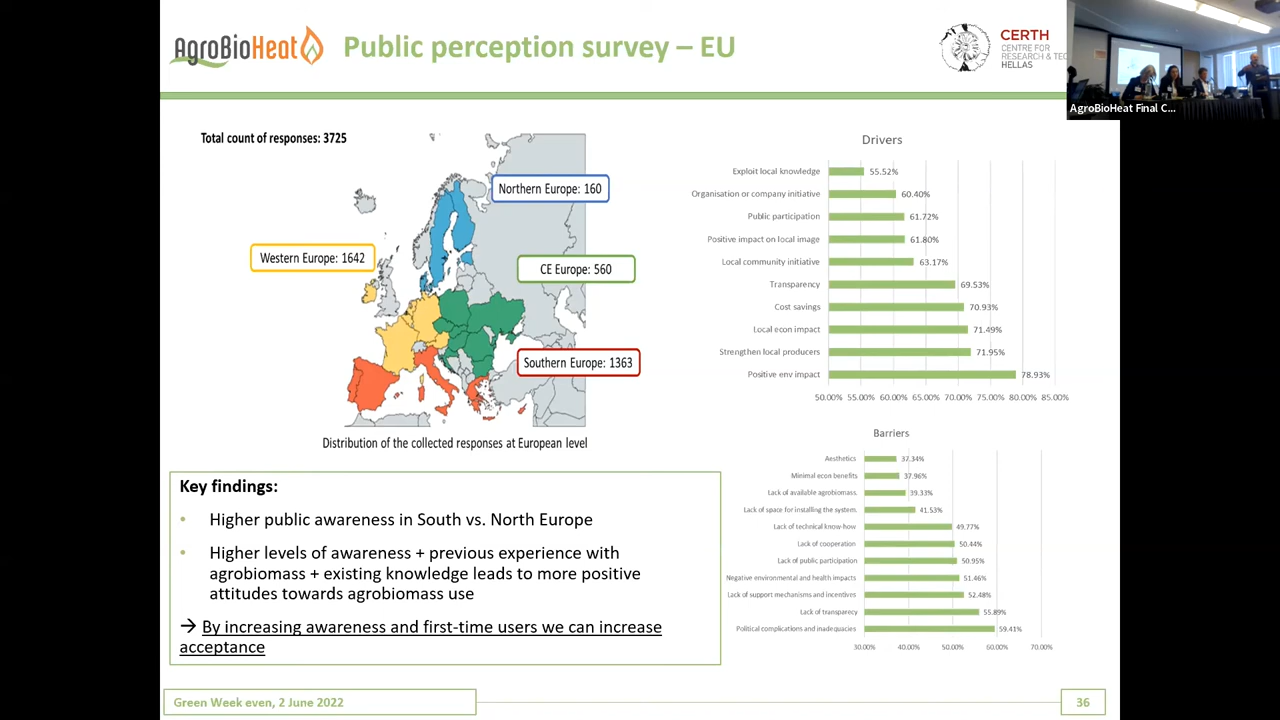 AgroBioHeat
Public perception survey – EU
CERTH
CENTRE FOR
RESEARCH & TEC
HELLAS
AgroBioHeat Final C...
Total count of responses: 3725
Northern Europe: 160
Western Europe: 1642
CE Europe: 560
Southern Europe: 1363
Distribution of the collected responses at European level
Drivers
Exploit local knowledge 55.52%
Organisation or company initiative 60.40%
Public participation 61.72%
Positive impact on local image 61.80%
Local community initiative 63.17%
Transparency 69.53%
Cost savings 70.93%
Local econ impact 71.49%
Strengthen local producers 71.95%
Positive env impact 78.93%
50.00% 55.00% 60.00% 65.00% 70.00% 75.00% 80.00% 85.00%
Barriers
Aesthetics 37.34%
Minimal econ benefits 37.96%
Lack of available agrobiomass. 39.33%
Lack of space for installing the system. 41.53%
Lack of technical know-how 49.77%
Lack of cooperation 50.44%
Lack of public participation 50.95%
Negative environmental and health impacts 51.46%
Lack of support mechanisms and incentives 52.48%
Lack of transparecy 55.89%
Political complications and inadequacies 59.41%
30.00% 40.00% 50.00% 60.00% 70.00%
Key findings:
• Higher public awareness in South vs. North Europe
• Higher levels of awareness + previous experience with
agrobiomass + existing knowledge leads to more positive
attitudes towards agrobiomass use
→ By increasing awareness and first-time users we can increase
acceptance
Green Week even, 2 June 2022
36